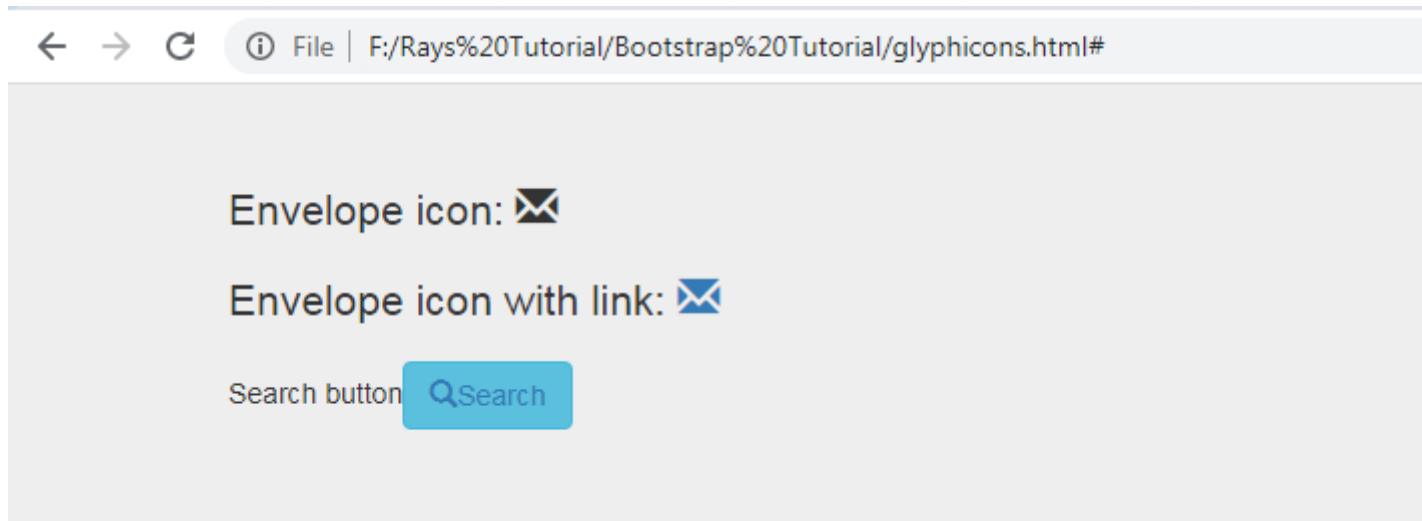 File | F:/Rays%20Tutorial/Bootstrap%20Tutorial/glyphicons.html#
Envelope icon:
Envelope icon with link:
Search button Search